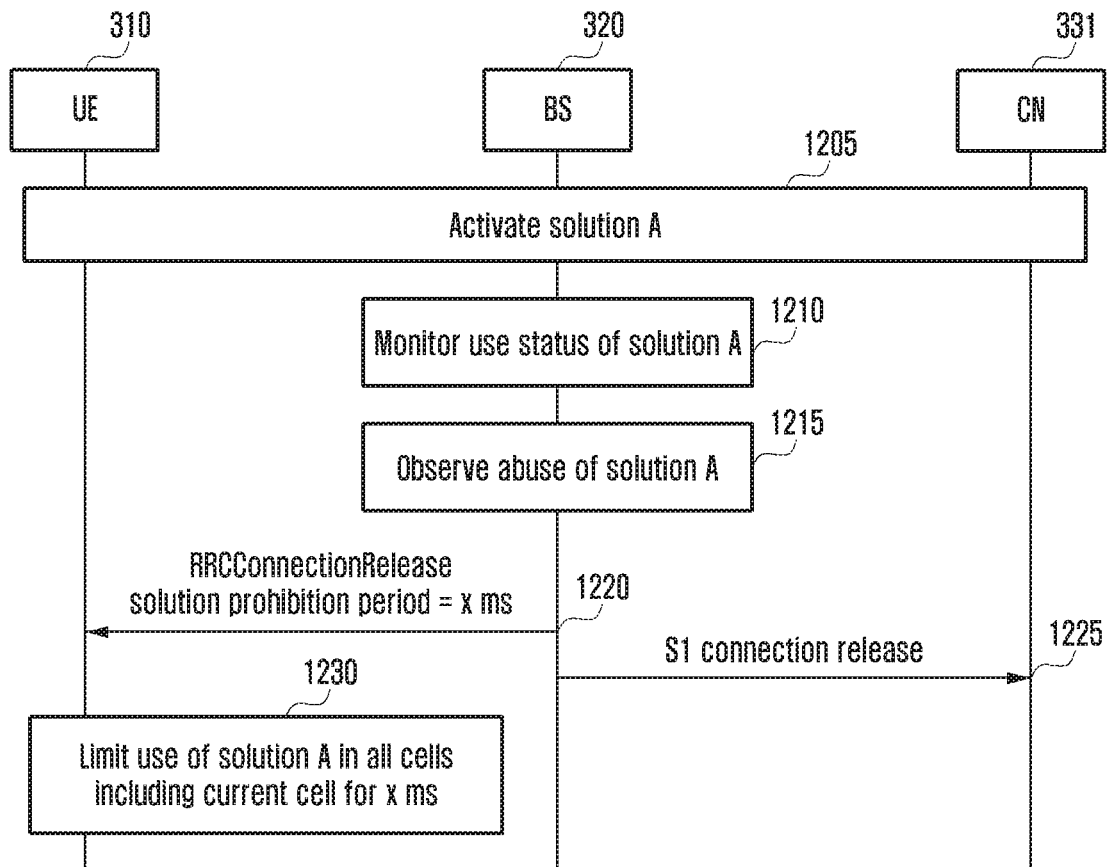 310
320
331
UE
BS
CN
1205
Activate solution A
1210
Monitor use status of solution A
1215
Observe abuse of solution A
RRCConnectionRelease
solution prohibition period = x ms
1220
S1 connection release
1225
1230
Limit use of solution A in all cells
including current cell for x ms